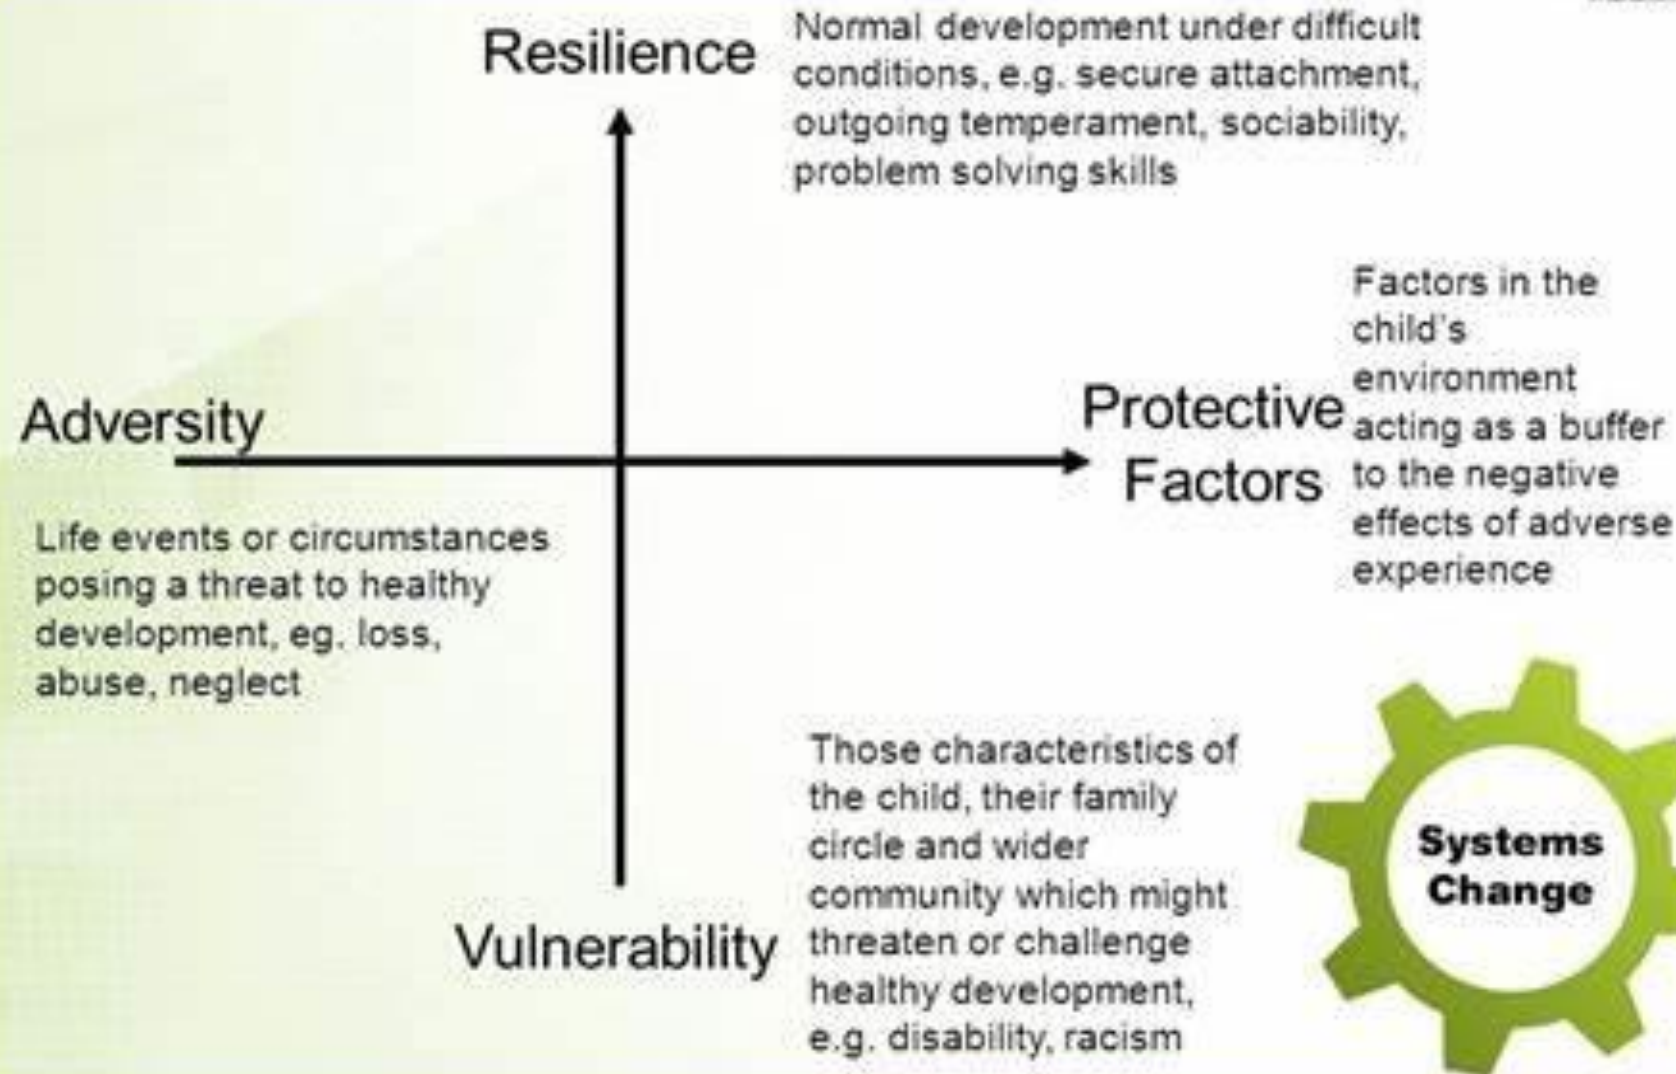 Resilience
Normal development under difficult
conditions, e.g. secure attachment,
outgoing temperament, sociability,
problem solving skills
Adversity
Life events or circumstances
posing a threat to healthy
development, eg. loss,
abuse, neglect
Protective
Factors
Factors in the
child's
environment
acting as a buffer
to the negative
effects of adverse
experience
Vulnerability
Those characteristics of
the child, their family
circle and wider
community which might
threaten or challenge
healthy development,
e.g. disability, racism
Systems
Change